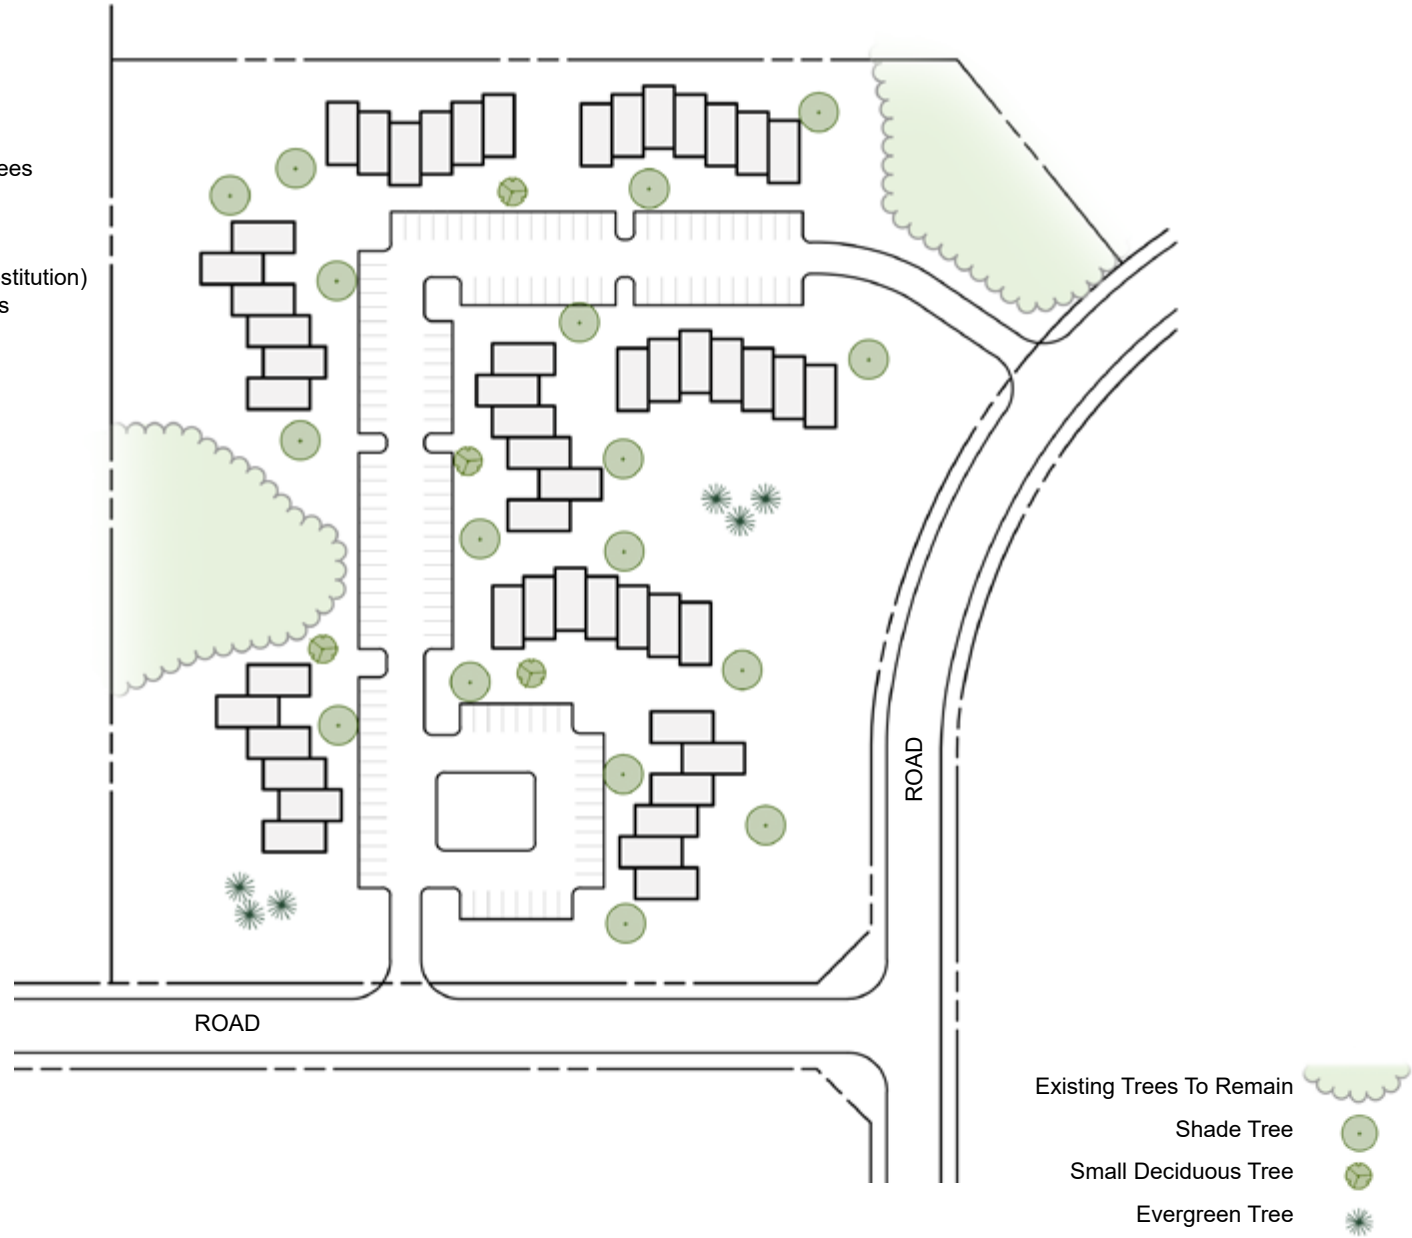 ees
stitution)
s
ROAD
ROAD
Existing Trees To Remain
Shade Tree
Small Deciduous Tree
Evergreen Tree